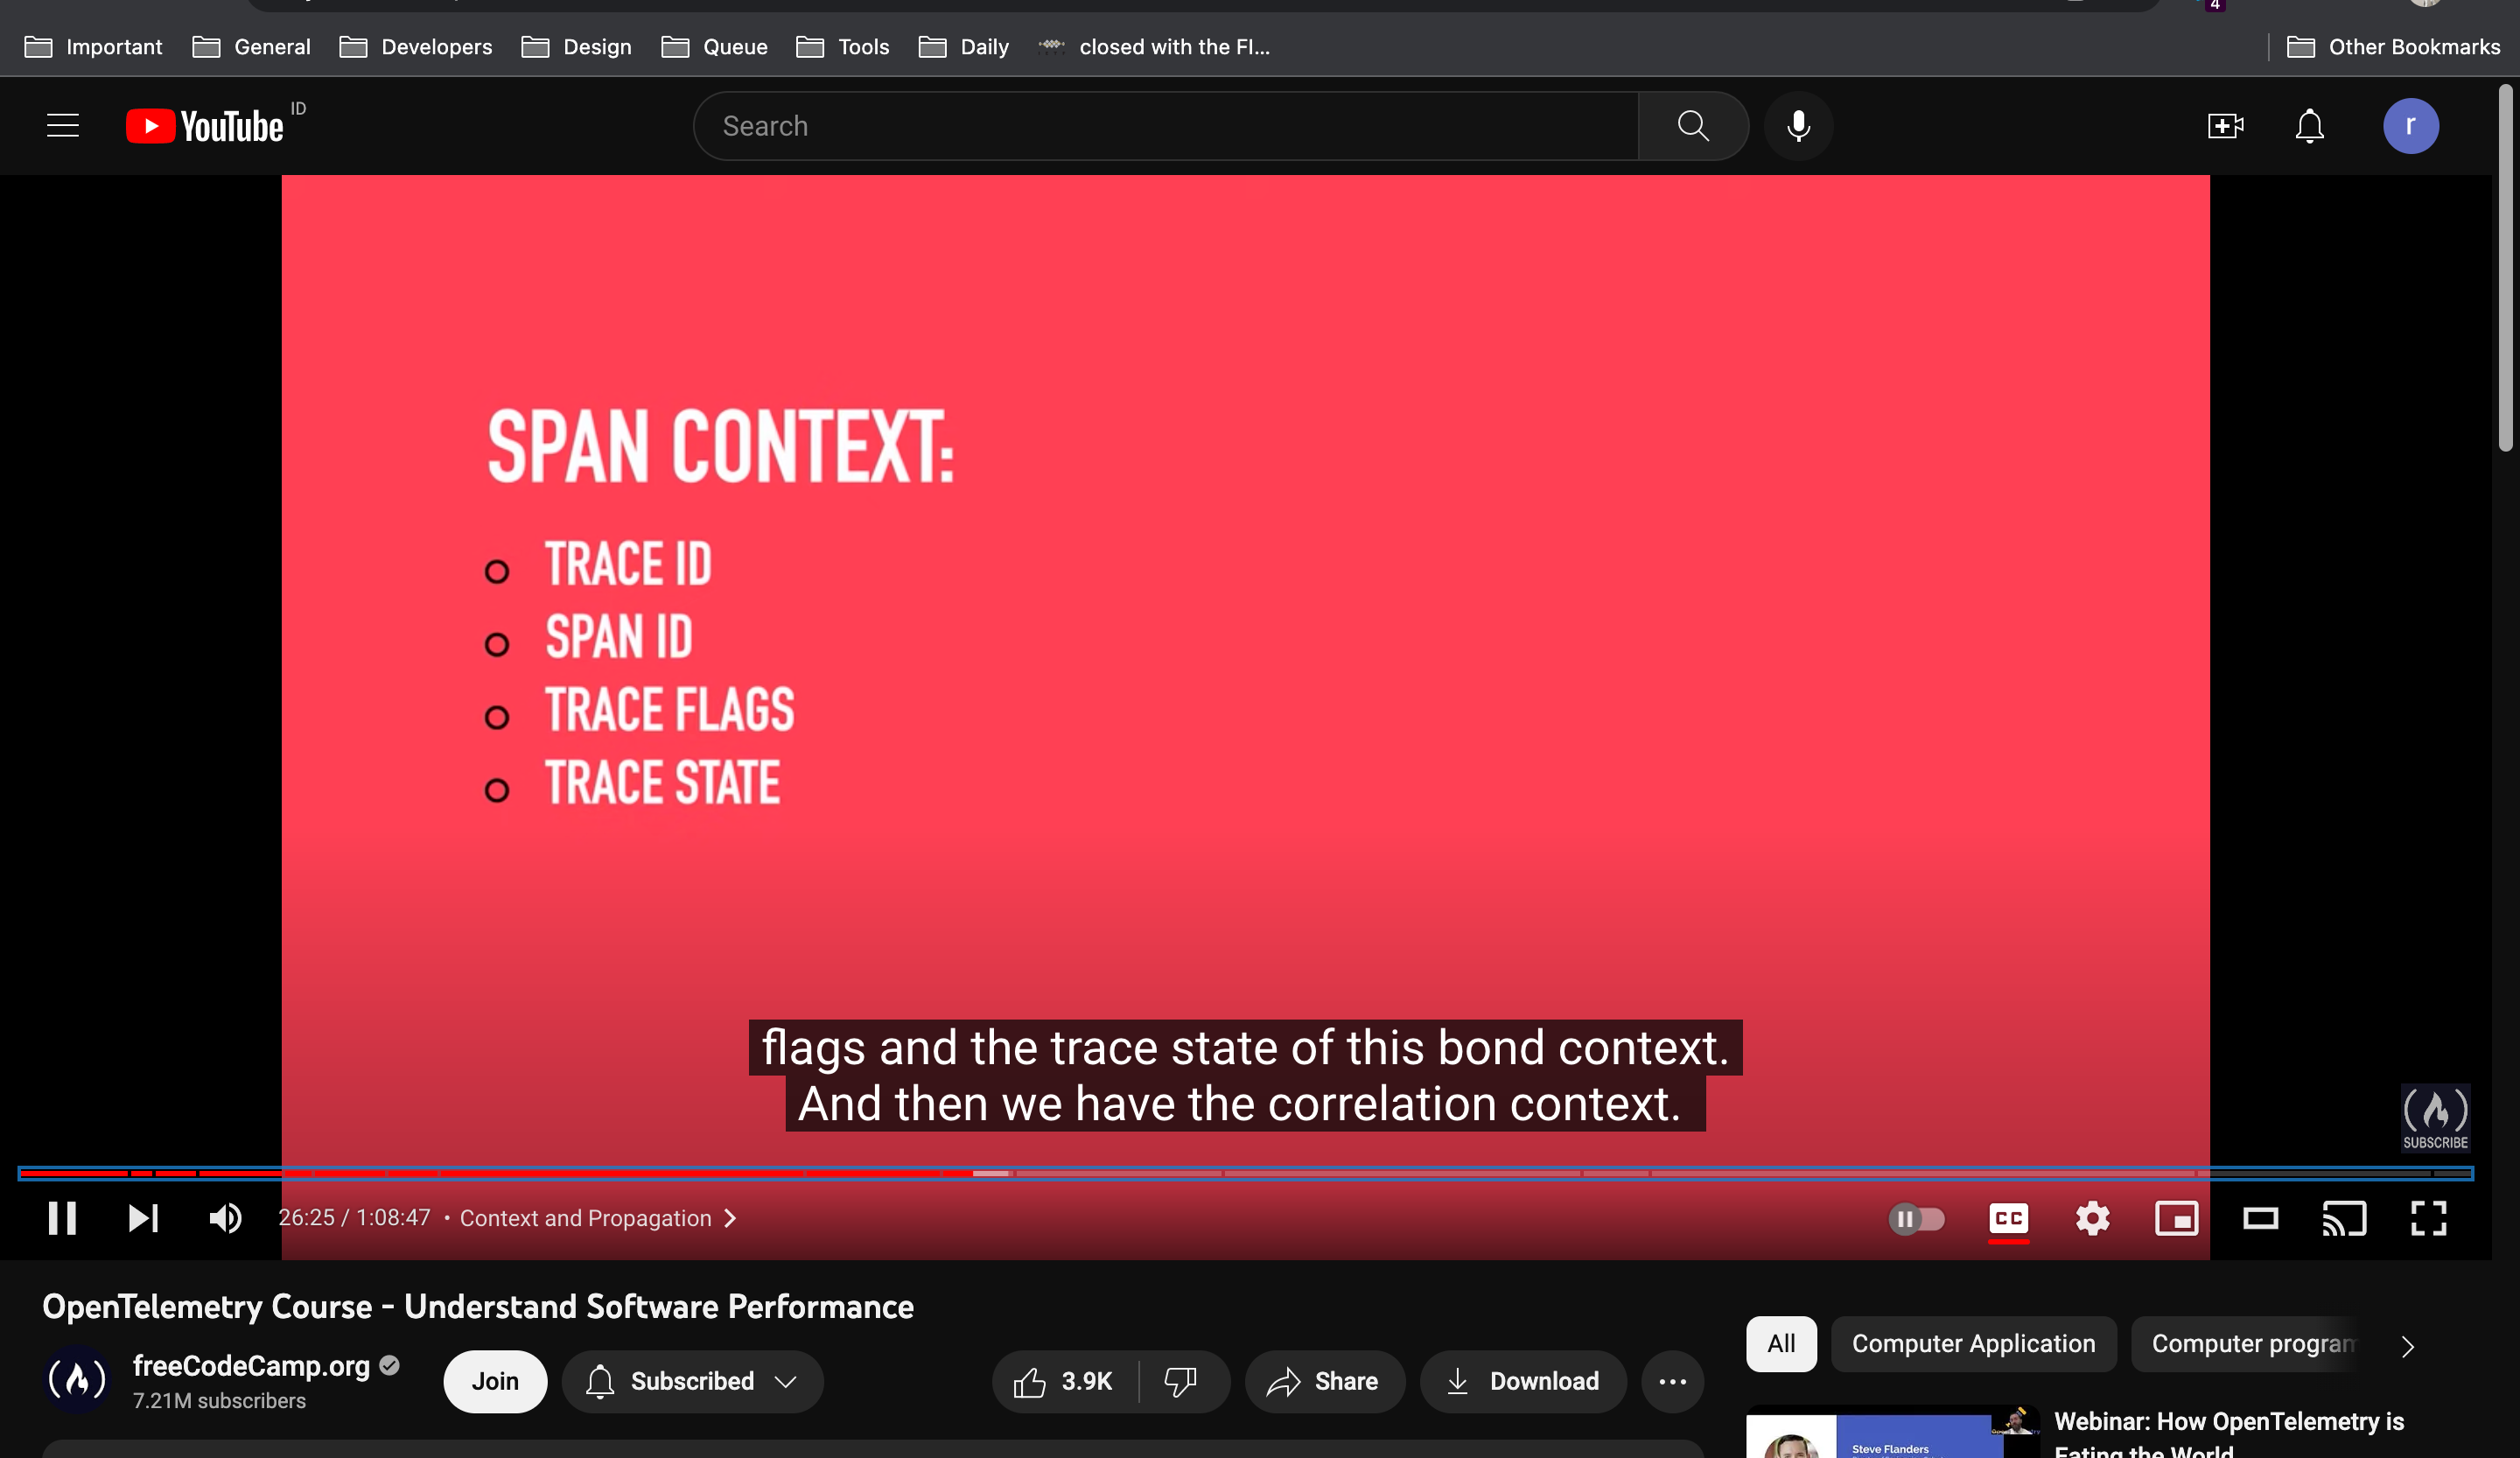 Important General Developers Design Queue Tools Daily closed with the Fl... Other Bookmarks
YouTube ID
Search
r
SPAN CONTEXT:
TRACE ID
SPAN ID
TRACE FLAGS
TRACE STATE
flags and the trace state of this bond context.
And then we have the correlation context.
SUBSCRIBE
26:25 / 1:08:47 • Context and Propagation
CC
OpenTelemetry Course - Understand Software Performance
freeCodeCamp.org
7.21M subscribers
Join
Subscribed
3.9K
Share
Download
All
Computer Application
Computer program
Webinar: How OpenTelemetry is
Eating the World
Steve Flanders
4